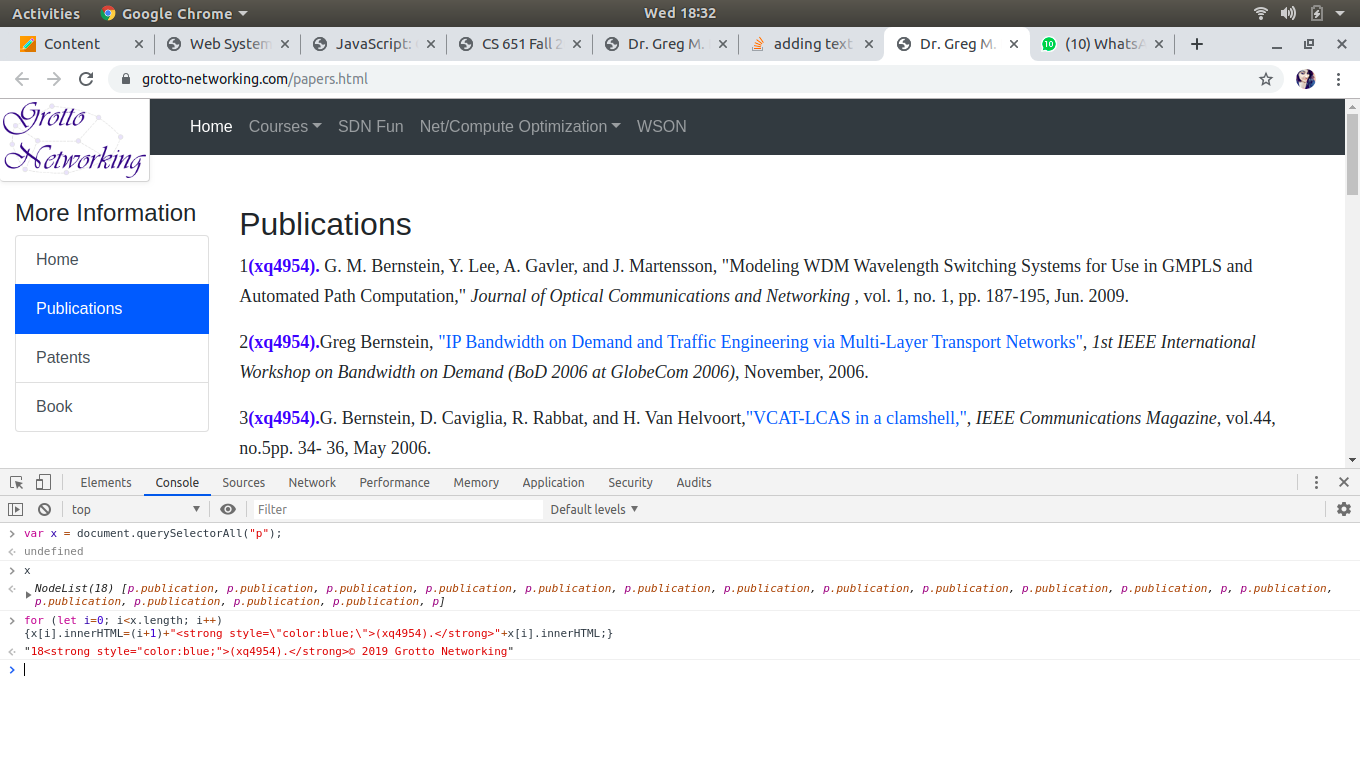 Activities Google Chrome Wed 18:32
Content Web System JavaScript: CS 651 Fall 2 Dr. Greg M. adding text Dr. Greg M. 10 (10) WhatsA
grotto-networking.com/papers.html
Grotto
Networking
Home Courses SDN Fun Net/Compute Optimization WSON
More Information
Home
Publications
Patents
Book
Publications
1(xq4954). G. M. Bernstein, Y. Lee, A. Gavler, and J. Martensson, "Modeling WDM Wavelength Switching Systems for Use in GMPLS and
Automated Path Computation," Journal of Optical Communications and Networking , vol. 1, no. 1, pp. 187-195, Jun. 2009.
2(xq4954).Greg Bernstein, "IP Bandwidth on Demand and Traffic Engineering via Multi-Layer Transport Networks", 1st IEEE International
Workshop on Bandwidth on Demand (BoD 2006 at GlobeCom 2006), November, 2006.
3(xq4954).G. Bernstein, D. Caviglia, R. Rabbat, and H. Van Helvoort,"VCAT-LCAS in a clamshell,", IEEE Communications Magazine, vol.44,
no.5pp. 34- 36, May 2006.
Elements Console Sources Network Performance Memory Application Security Audits
top Filter Default levels
var x = document.querySelectorAll("p");
undefined
x
NodeList(18) [p.publication, p.publication, p.publication, p.publication, p.publication, p.publication, p.publication, p.publication, p.publication, p.publication, p.publication, p, p.publication,
p.publication, p.publication, p.publication, p.publication, p]
for (let i=0; i<x.length; i++)
{x[i].innerHTML=(i+1)+"<strong style=\"color:blue;\">(xq4954).</strong>"+x[i].innerHTML;}
"18<strong style="color:blue;">(xq4954).</strong>© 2019 Grotto Networking"